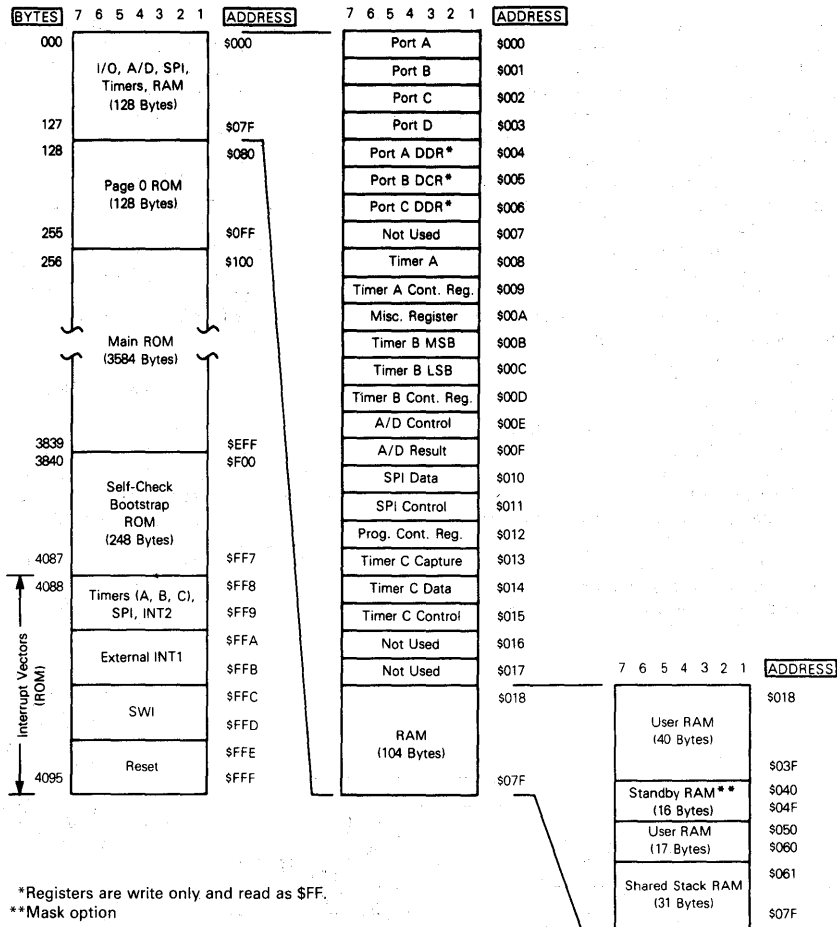 BYTES 7 6 5 4 3 2 1 ADDRESS
000 $000
I/O, A/D, SPI,
Timers, RAM
(128 Bytes)
127 $07F
128 $080
Page 0 ROM
(128 Bytes)
255 $0FF
256 $100
Main ROM
(3584 Bytes)
3839 $EFF
3840 $F00
Self-Check
Bootstrap
ROM
(248 Bytes)
4087 $FF7
4088 $FF8
Timers (A, B, C),
SPI, INT2
$FF9
$FFA
External INT1
$FFB
$FFC
SWI
$FFD
$FFE
Reset
4095 $FFF
Interrupt Vectors
(ROM)
7 6 5 4 3 2 1 ADDRESS
Port A $000
Port B $001
Port C $002
Port D $003
Port A DDR* $004
Port B DCR* $005
Port C DDR* $006
Not Used $007
Timer A $008
Timer A Cont. Reg. $009
Misc. Register $00A
Timer B MSB $00B
Timer B LSB $00C
Timer B Cont. Reg. $00D
A/D Control $00E
A/D Result $00F
SPI Data $010
SPI Control $011
Prog. Cont. Reg. $012
Timer C Capture $013
Timer C Data $014
Timer C Control $015
Not Used $016
Not Used $017
$018
RAM
(104 Bytes)
$07F
7 6 5 4 3 2 1 ADDRESS
$018
User RAM
(40 Bytes)
$03F
Standby RAM** $040
(16 Bytes) $04F
User RAM $050
(17 Bytes) $060
$061
Shared Stack RAM
(31 Bytes)
$07F
*Registers are write only and read as $FF.
**Mask option